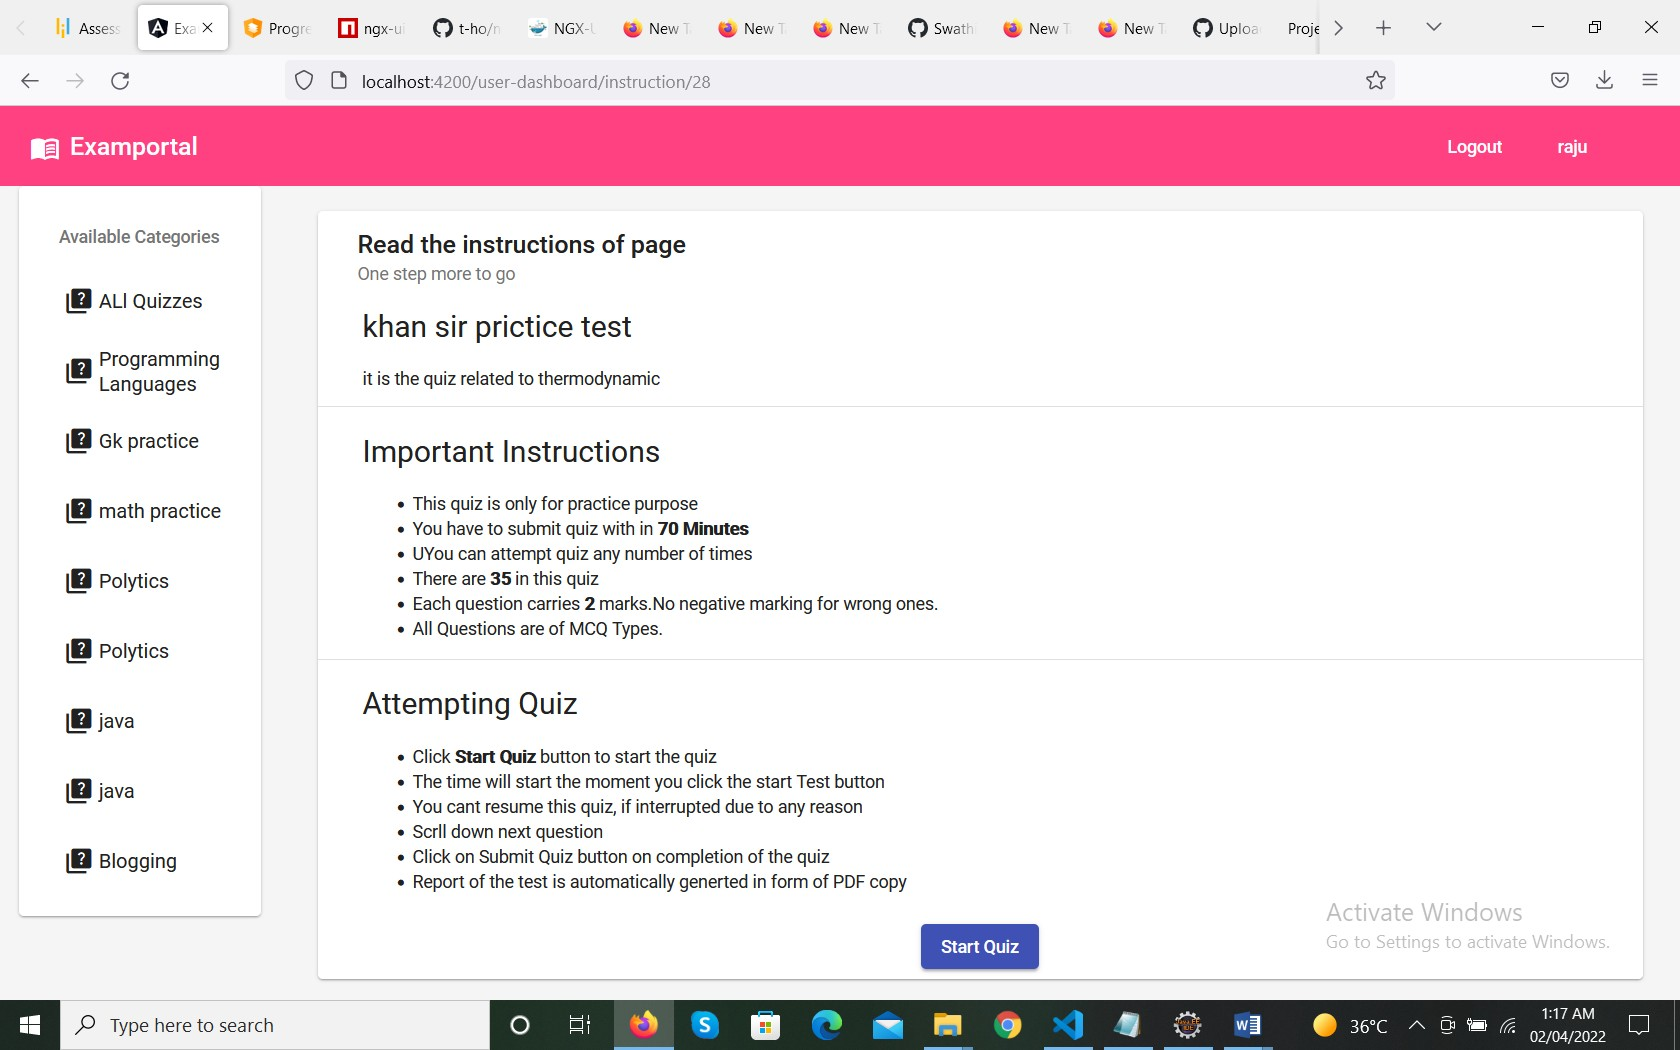 Assess
Exa
Progre
ngx-ui
t-ho/n
NGX-U
New T
New T
New T
Swath
New T
New T
Uploa
Proje
localhost:4200/user-dashboard/instruction/28
Examportal
Logout
raju
Available Categories
ALl Quizzes
Programming
Languages
Gk practice
math practice
Polytics
Polytics
java
java
Blogging
Read the instructions of page
One step more to go
khan sir prictice test
it is the quiz related to thermodynamic
Important Instructions
This quiz is only for practice purpose
You have to submit quiz with in 70 Minutes
UYou can attempt quiz any number of times
There are 35 in this quiz
Each question carries 2 marks.No negative marking for wrong ones.
All Questions are of MCQ Types.
Attempting Quiz
Click Start Quiz button to start the quiz
The time will start the moment you click the start Test button
You cant resume this quiz, if interrupted due to any reason
Scrll down next question
Click on Submit Quiz button on completion of the quiz
Report of the test is automatically generted in form of PDF copy
Start Quiz
Activate Windows
Go to Settings to activate Windows.
Type here to search
36°C
1:17 AM
02/04/2022